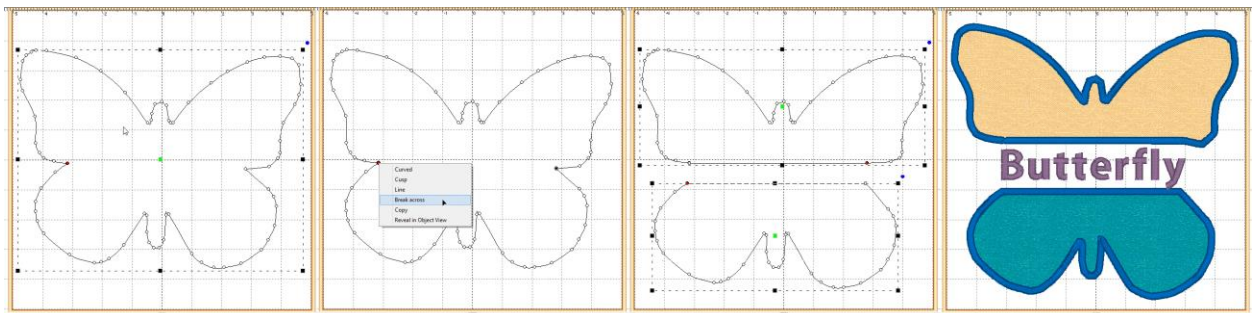 Curved
Cusp
Line
Break across
Copy
Reveal in Object View
Butterfly